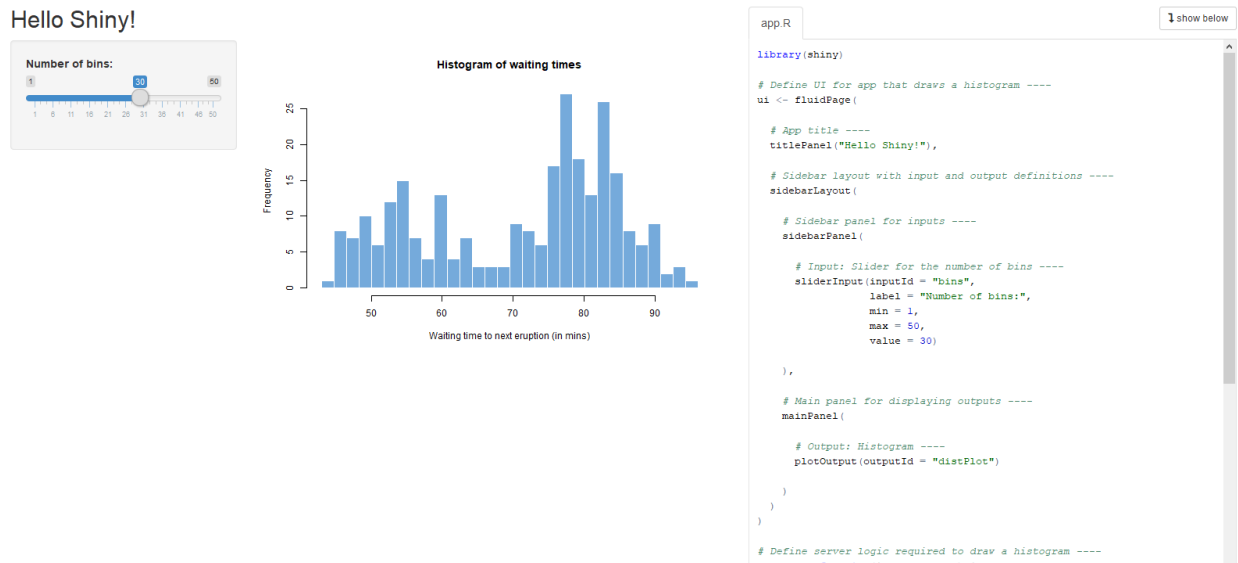 Hello Shiny!
Number of bins:
1 30 50
1 6 11 16 21 26 31 36 41 46 50
Histogram of waiting times
Frequency
25
20
15
10
5
0
50 60 70 80 90
Waiting time to next eruption (in mins)
app.R
show below
library(shiny)
# Define UI for app that draws a histogram ----
ui <- fluidPage(
# App title ----
titlePanel("Hello Shiny!"),
# Sidebar layout with input and output definitions ----
sidebarLayout(
# Sidebar panel for inputs ----
sidebarPanel(
# Input: Slider for the number of bins ----
sliderInput(inputId = "bins",
label = "Number of bins:",
min = 1,
max = 50,
value = 30)
),
# Main panel for displaying outputs ----
mainPanel(
# Output: Histogram ----
plotOutput(outputId = "distPlot")
)
)
)
# Define server logic required to draw a histogram ----